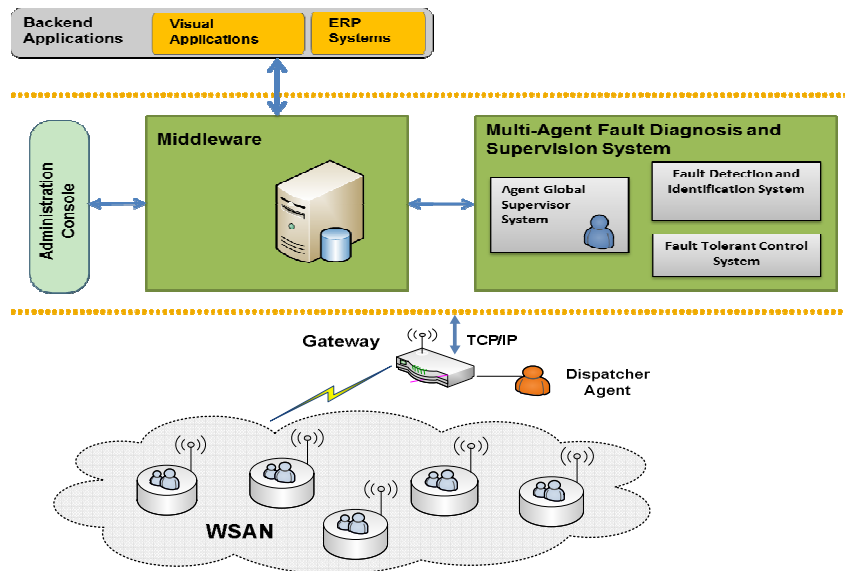 Backend
Applications
Visual
Applications
ERP
Systems
Administration
Console
Middleware
Multi-Agent Fault Diagnosis and
Supervision System
Agent Global
Supervisor
System
Fault Detection and
Identification System
Fault Tolerant Control
System
Gateway
TCP/IP
Dispatcher
Agent
WSAN